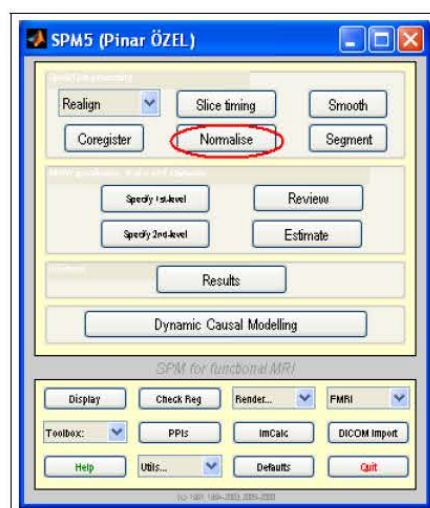 SPM5 (Pinar ÖZEL)
Realign
Slice timing
Smooth
Coregister
Normalise
Segment
Specify 1st-level
Review
Specify 2nd-level
Estimate
Results
Dynamic Causal Modelling
SPM for functional MRI
Display
Check Reg
Render...
FMRI
Toolbox:
PPIs
ImCalc
DICOM Import
Help
Utils...
Defaults
Quit